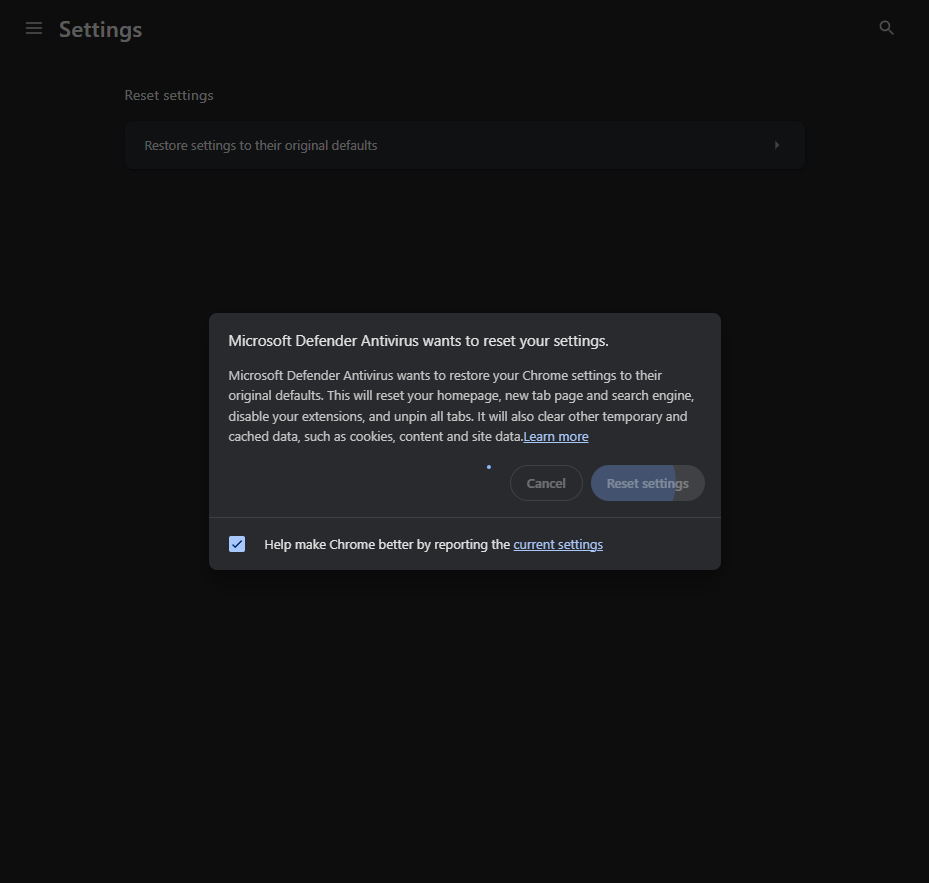 Settings
Reset settings
Restore settings to their original defaults
Microsoft Defender Antivirus wants to reset your settings.
Microsoft Defender Antivirus wants to restore your Chrome settings to their
original defaults. This will reset your homepage, new tab page and search engine,
disable your extensions, and unpin all tabs. It will also clear other temporary and
cached data, such as cookies, content and site data.Learn more
Cancel Reset settings
Help make Chrome better by reporting the current settings